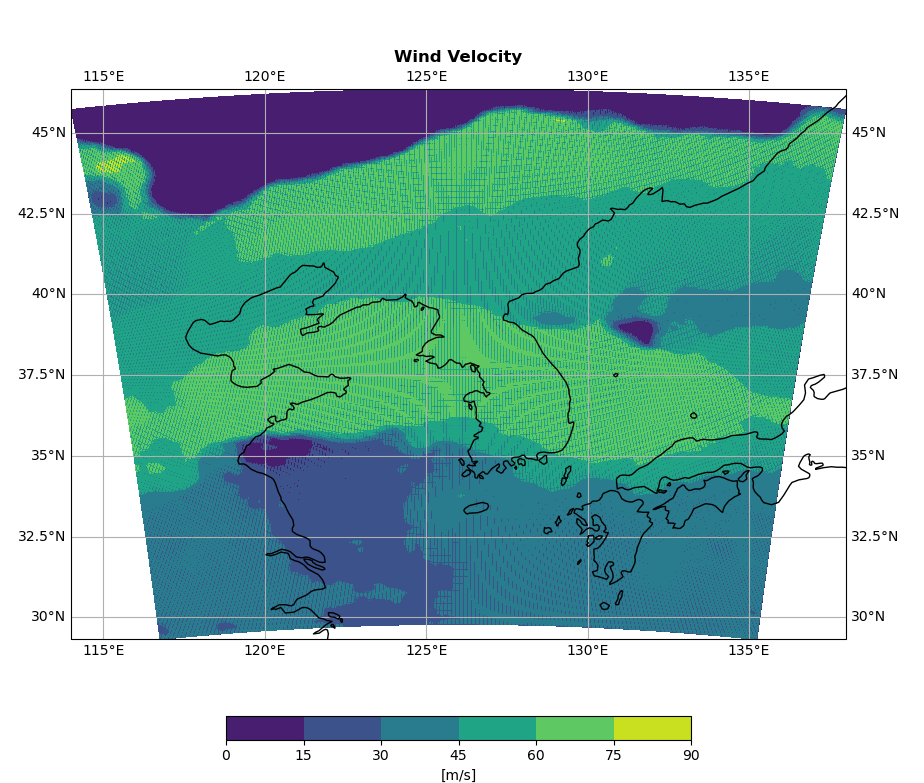 Wind Velocity
115°E 120°E 125°E 130°E 135°E
45°N 45°N
42.5°N 42.5°N
40°N 40°N
37.5°N 37.5°N
35°N 35°N
32.5°N 32.5°N
30°N 30°N
115°E 120°E 125°E 130°E 135°E
0 15 30 45 60 75 90
[m/s]